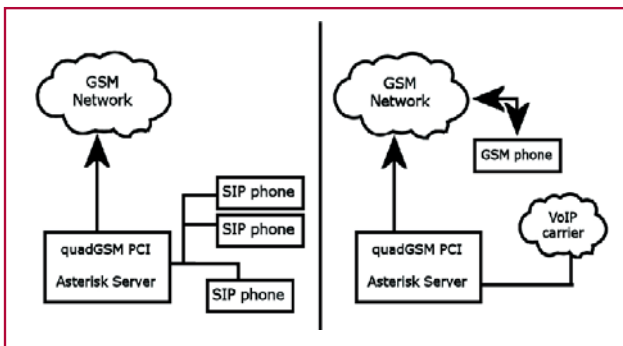 GSM
Network
SIP phone
SIP phone
quadGSM PCI
Asterisk Server
SIP phone
GSM
Network
GSM phone
VoIP
carrier
quadGSM PCI
Asterisk Server